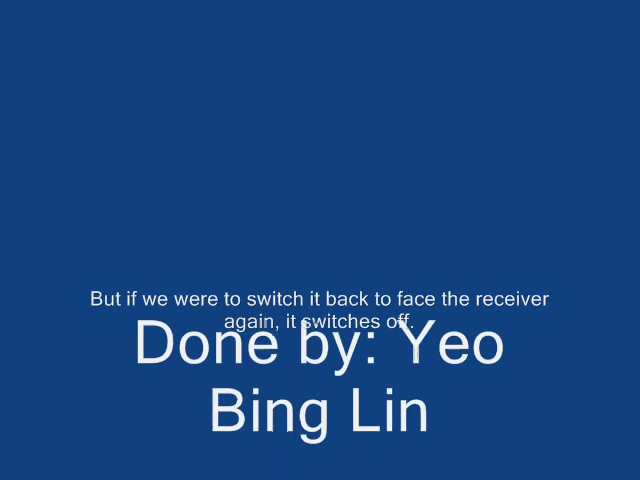 But if we were to switch it back to face the receiver
again, it switches off.
Done by: Yeo
Bing Lin